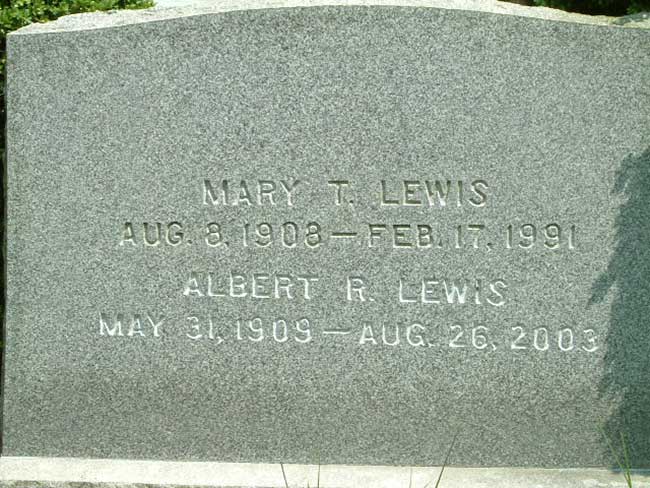 MARY T. LEWIS
AUG. 8, 1908 — FEB. 17, 1991
ALBERT R. LEWIS
MAY 31, 1909 — AUG. 26, 2003